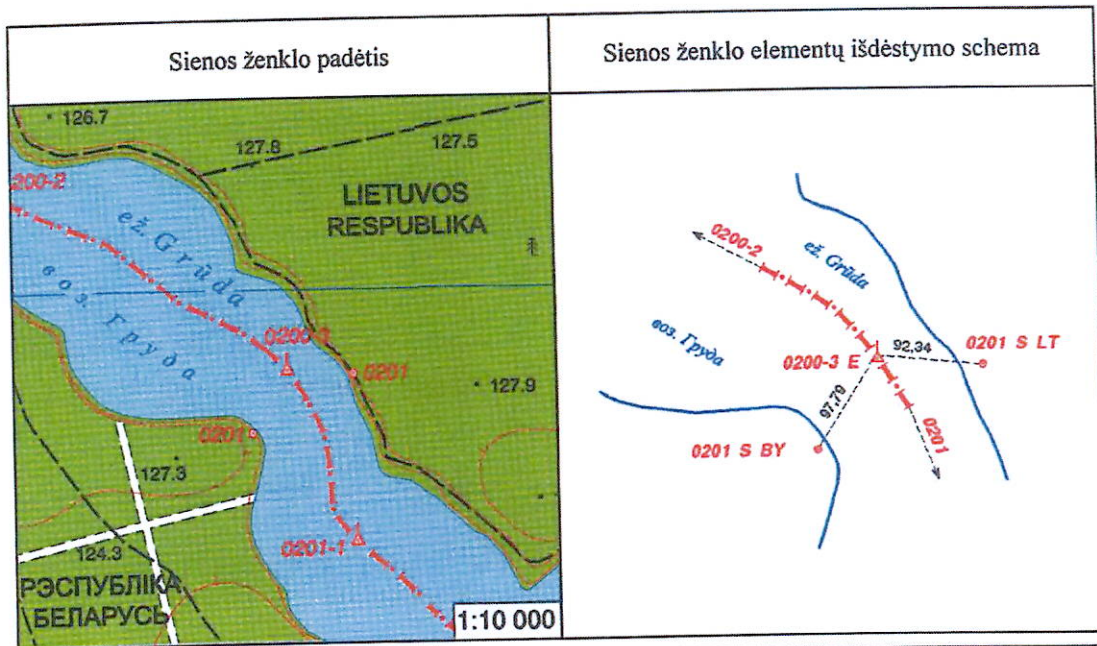 Sienos ženklo padėtis
Sienos ženklo elementų išdėstymo schema
126.7
127.8
127.5
200-2
LIETUVOS
RESPUBLIKA
ež. Grūda
воз. Груда
0200-3
0201
127.9
0201
127.3
0201-1
124.3
РЭСПУБЛІКА
БЕЛАРУСЬ
1:10 000
0200-2
ež. Grūda
воз. Груда
92,34
0201 S LT
0200-3 E
97,79
0201
0201 S BY